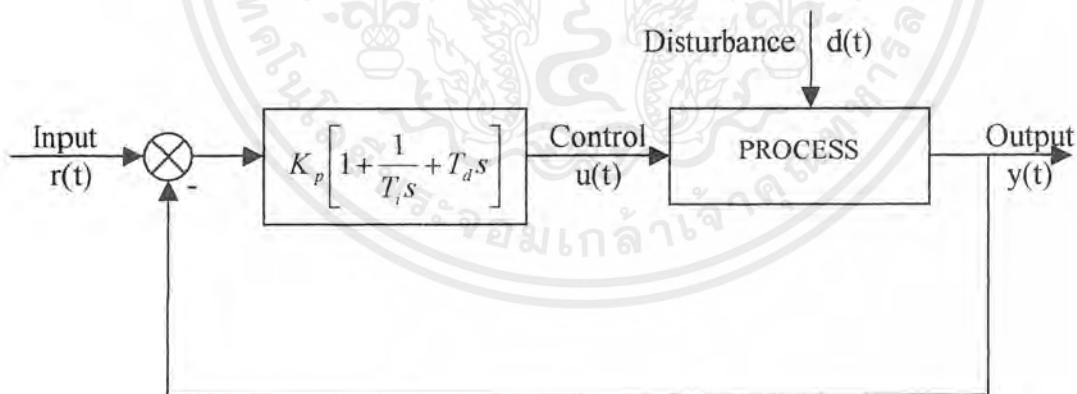 Disturbance d(t)
Input
r(t)
-
K_p [1 + 1/(T_i s) + T_d s]
Control
u(t)
PROCESS
Output
y(t)